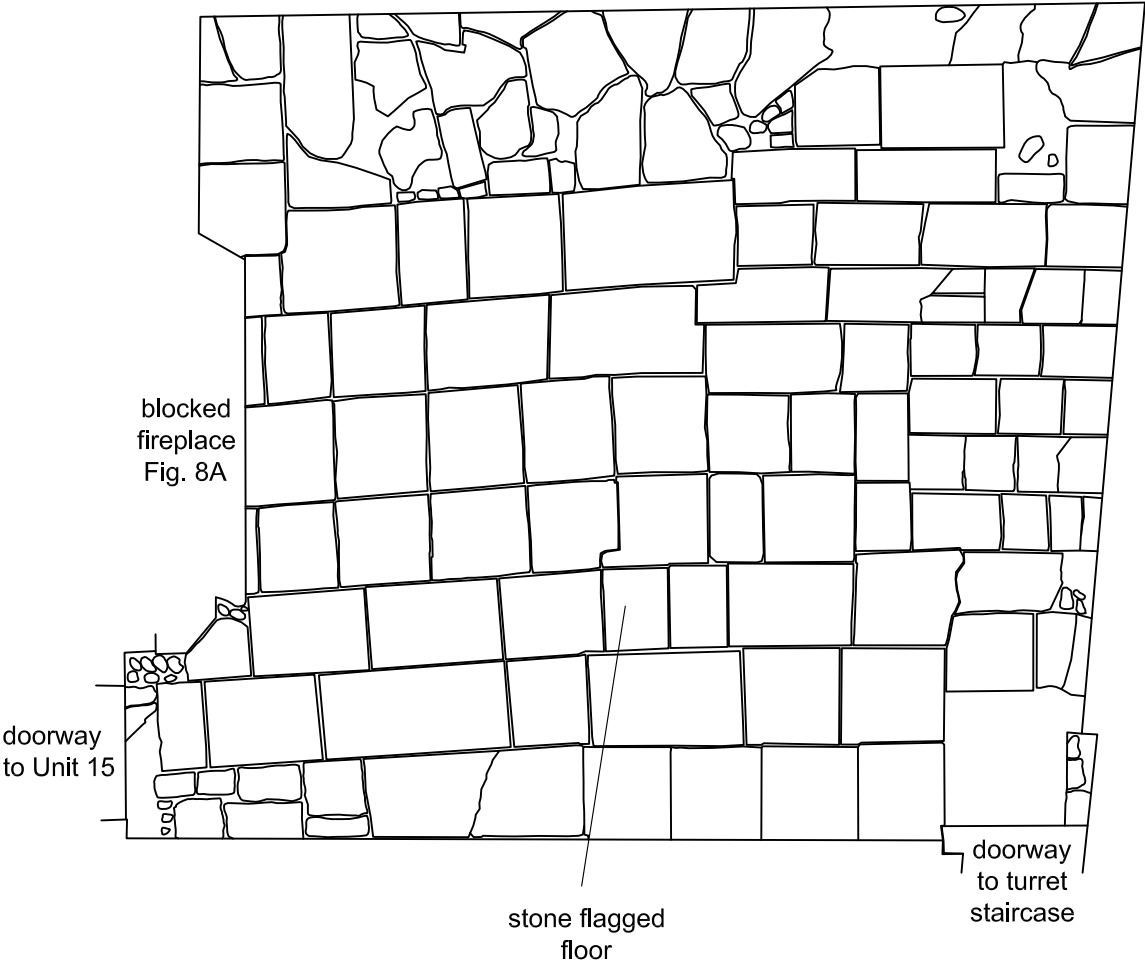 blocked
fireplace
Fig. 8A
doorway
to Unit 15
doorway
to turret
staircase
stone flagged
floor